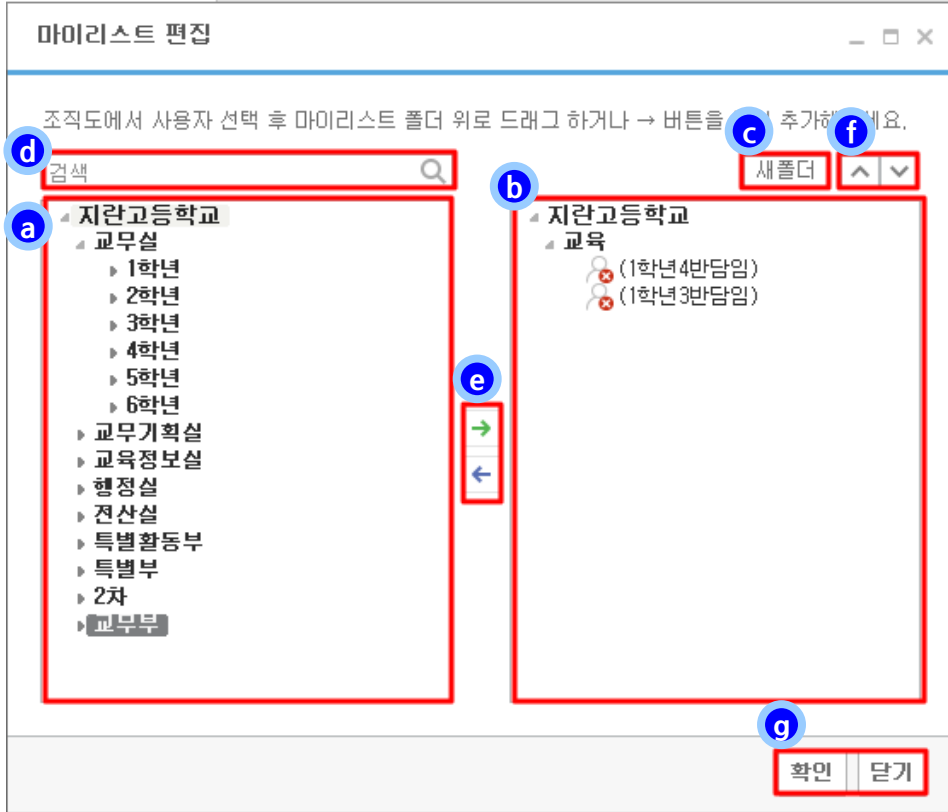 마이리스트 편집
조직도에서 사용자 선택 후 마이리스트 폴더 위로 드래그 하거나 → 버튼을 추가 요.
d
c
f
검색
새폴더
a
b
지란고등학교
교무실
1학년
2학년
3학년
4학년
5학년
6학년
교무기획실
교육정보실
행정실
전산실
특별활동부
특별부
2차
교무부
e
→
←
지란고등학교
교육
(1학년4반담임)
(1학년3반담임)
g
확인
닫기